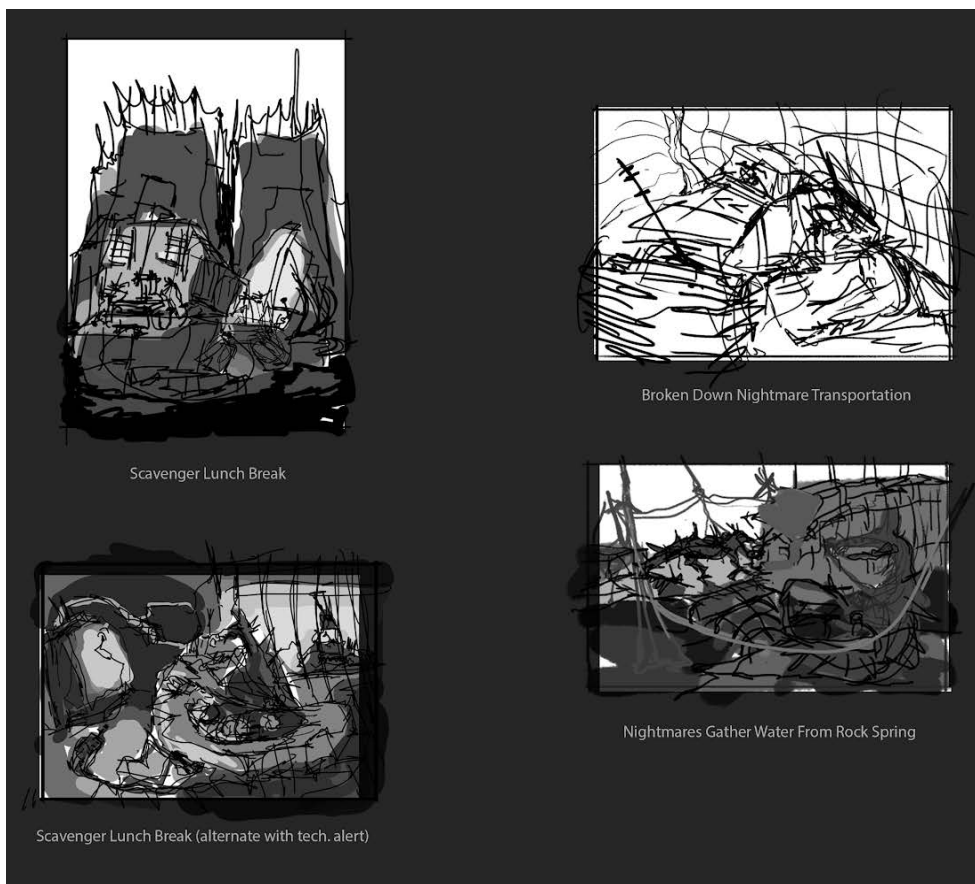 Scavenger Lunch Break
Broken Down Nightmare Transportation
Scavenger Lunch Break (alternate with tech. alert)
Nightmares Gather Water From Rock Spring